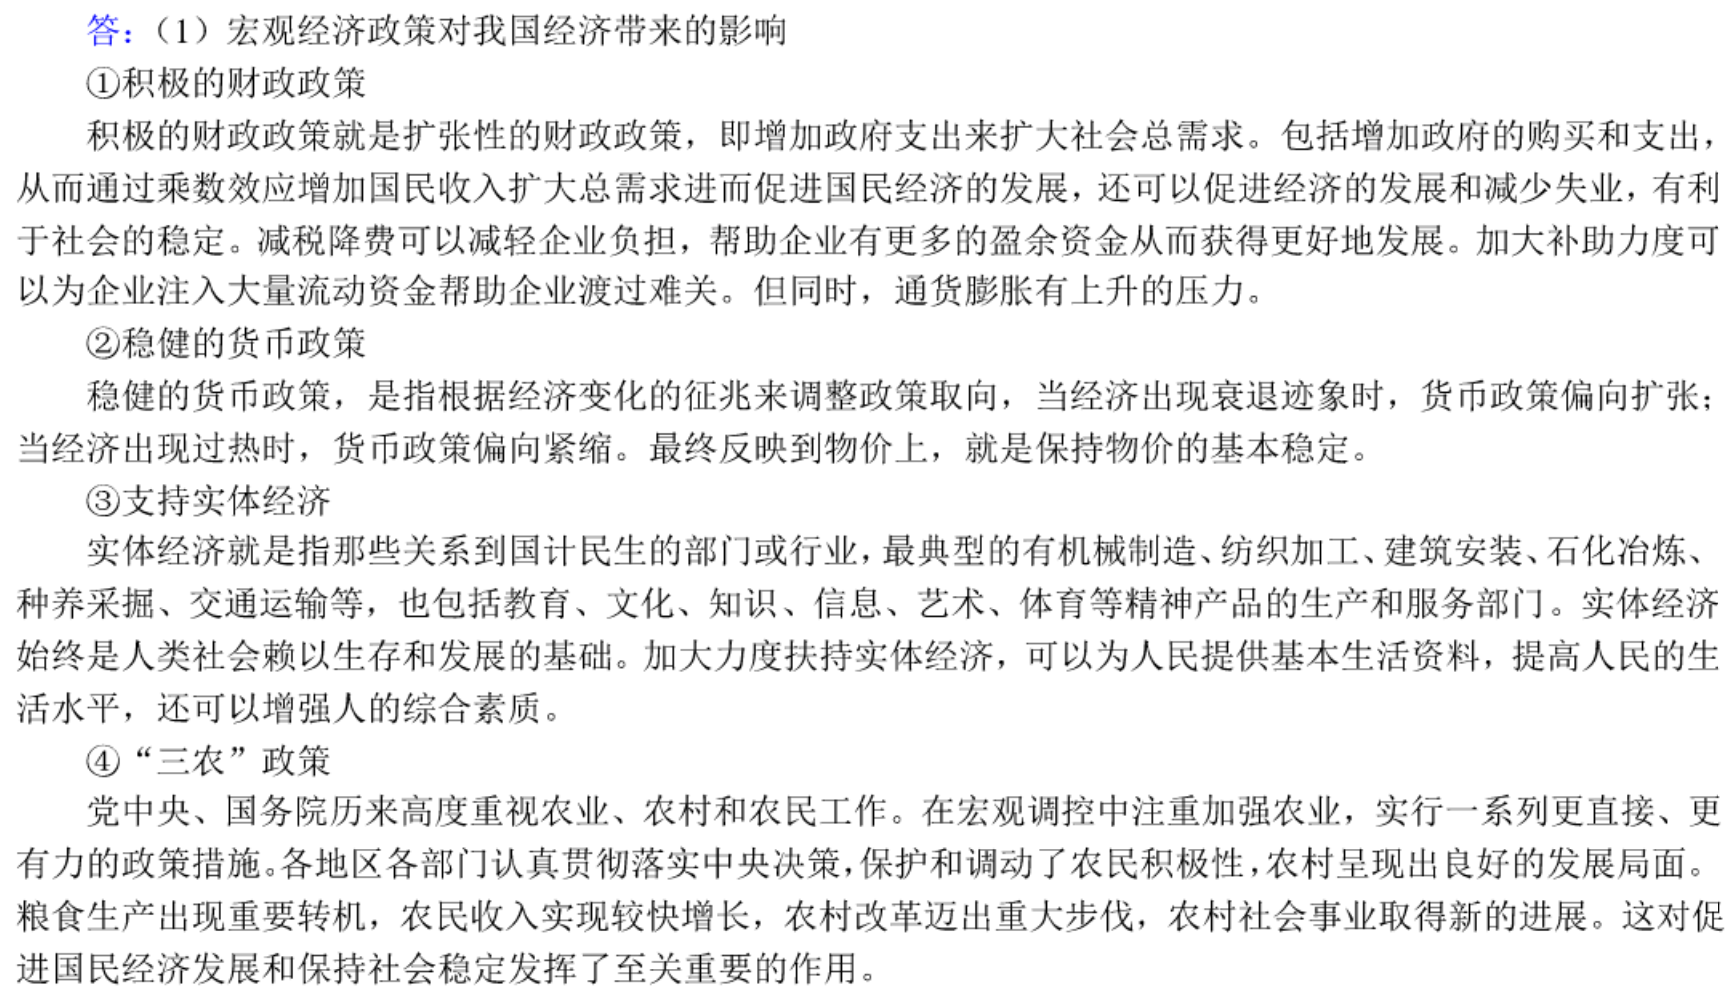 答：（1）宏观经济政策对我国经济带来的影响
①积极的财政政策
积极的财政政策就是扩张性的财政政策，即增加政府支出来扩大社会总需求。包括增加政府的购买和支出，
从而通过乘数效应增加国民收入扩大总需求进而促进国民经济的发展，还可以促进经济的发展和减少失业，有利
于社会的稳定。减税降费可以减轻企业负担，帮助企业有更多的盈余资金从而获得更好地发展。加大补助力度可
以为企业注入大量流动资金帮助企业渡过难关。但同时，通货膨胀有上升的压力。
②稳健的货币政策
稳健的货币政策，是指根据经济变化的征兆来调整政策取向，当经济出现衰退迹象时，货币政策偏向扩张；
当经济出现过热时，货币政策偏向紧缩。最终反映到物价上，就是保持物价的基本稳定。
③支持实体经济
实体经济就是指那些关系到国计民生的部门或行业，最典型的有机械制造、纺织加工、建筑安装、石化冶炼、
种养采掘、交通运输等，也包括教育、文化、知识、信息、艺术、体育等精神产品的生产和服务部门。实体经济
始终是人类社会赖以生存和发展的基础。加大力度扶持实体经济，可以为人民提供基本生活资料，提高人民的生
活水平，还可以增强人的综合素质。
④“三农”政策
党中央、国务院历来高度重视农业、农村和农民工作。在宏观调控中注重加强农业，实行一系列更直接、更
有力的政策措施。各地区各部门认真贯彻落实中央决策，保护和调动了农民积极性，农村呈现出良好的发展局面。
粮食生产出现重要转机，农民收入实现较快增长，农村改革迈出重大步伐，农村社会事业取得新的进展。这对促
进国民经济发展和保持社会稳定发挥了至关重要的作用。